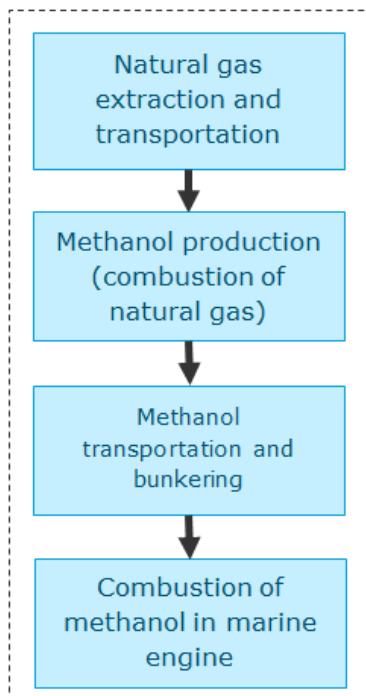 Natural gas
extraction and
transportation
Methanol production
(combustion of
natural gas)
Methanol
transportation and
bunkering
Combustion of
methanol in marine
engine